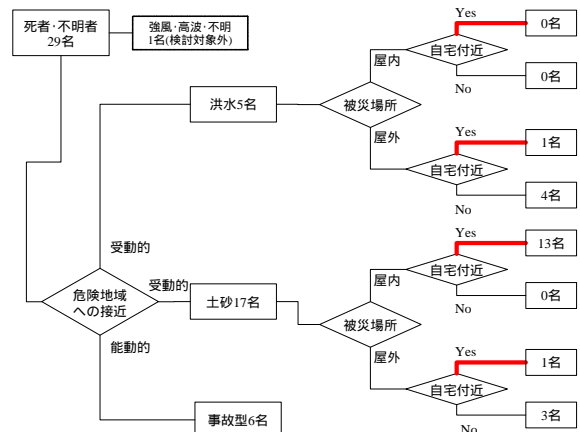 死者･不明者
29名
強風･高波･不明
1名(検討対象外)
Yes
0名
自宅付近
屋内
No
0名
洪水5名
被災場所
屋外
Yes
1名
自宅付近
No
4名
受動的
Yes
13名
自宅付近
屋内
No
0名
危険地域
への接近
受動的
土砂17名
被災場所
屋外
Yes
1名
自宅付近
No
3名
能動的
事故型6名